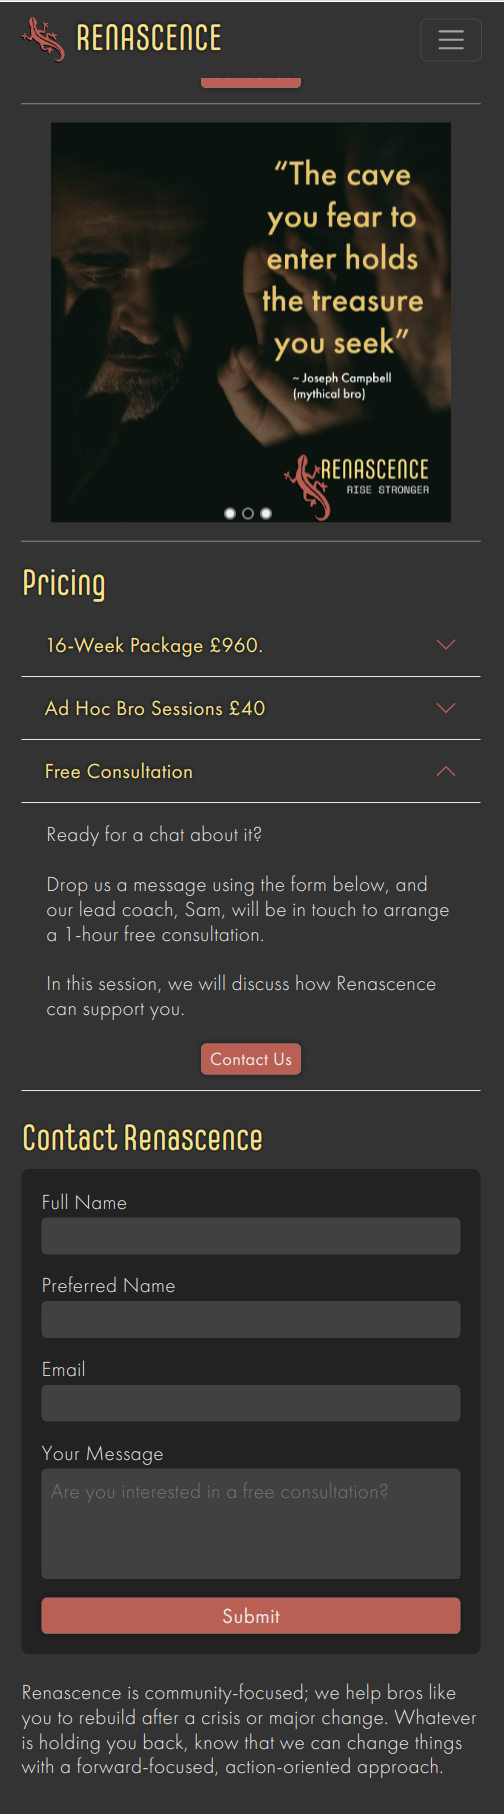 RENASCENCE
“The cave
you fear to
enter holds
the treasure
you seek”
~ Joseph Campbell
(mythical bro)
RENASCENCE
RISE STRONGER
Pricing
16-Week Package £960.
Ad Hoc Bro Sessions £40
Free Consultation
Ready for a chat about it?
Drop us a message using the form below, and
our lead coach, Sam, will be in touch to arrange
a 1-hour free consultation.
In this session, we will discuss how Renascence
can support you.
Contact Us
Contact Renascence
Full Name
Preferred Name
Email
Your Message
Are you interested in a free consultation?
Submit
Renascence is community-focused; we help bros like
you to rebuild after a crisis or major change. Whatever
is holding you back, know that we can change things
with a forward-focused, action-oriented approach.